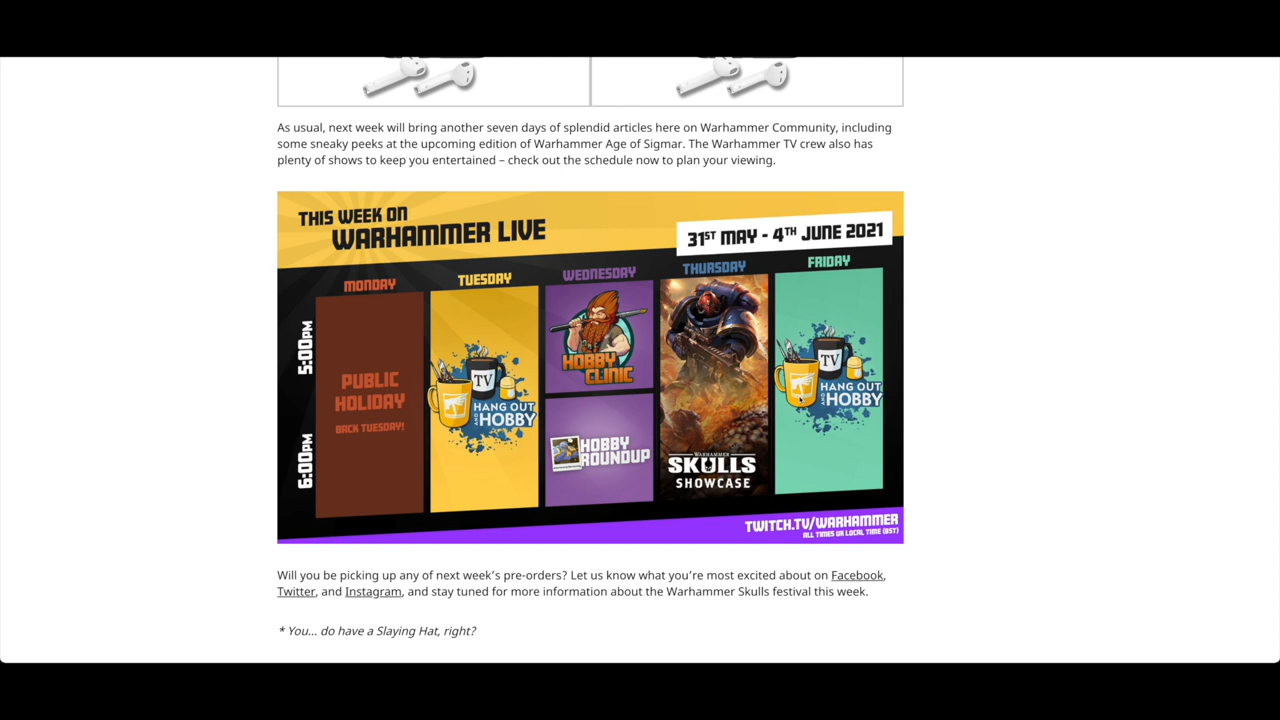 As usual, next week will bring another seven days of splendid articles here on Warhammer Community, including
some sneaky peeks at the upcoming edition of Warhammer Age of Sigmar. The Warhammer TV crew also has
plenty of shows to keep you entertained – check out the schedule now to plan your viewing.
THIS WEEK ON
WARHAMMER LIVE
31ST MAY - 4TH JUNE 2021
MONDAY
TUESDAY
WEDNESDAY
THURSDAY
FRIDAY
5:00PM
6:00PM
PUBLIC
HOLIDAY
BACK TUESDAY!
TV
HANG OUT
AND HOBBY
HOBBY
CLINIC
HOBBY
ROUNDUP
WARHAMMER
SKULLS
SHOWCASE
TV
HANG OUT
AND HOBBY
TWITCH.TV/WARHAMMER
ALL TIMES UK LOCAL TIME (BST)
Will you be picking up any of next week’s pre-orders? Let us know what you’re most excited about on Facebook,
Twitter, and Instagram, and stay tuned for more information about the Warhammer Skulls festival this week.
* You... do have a Slaying Hat, right?